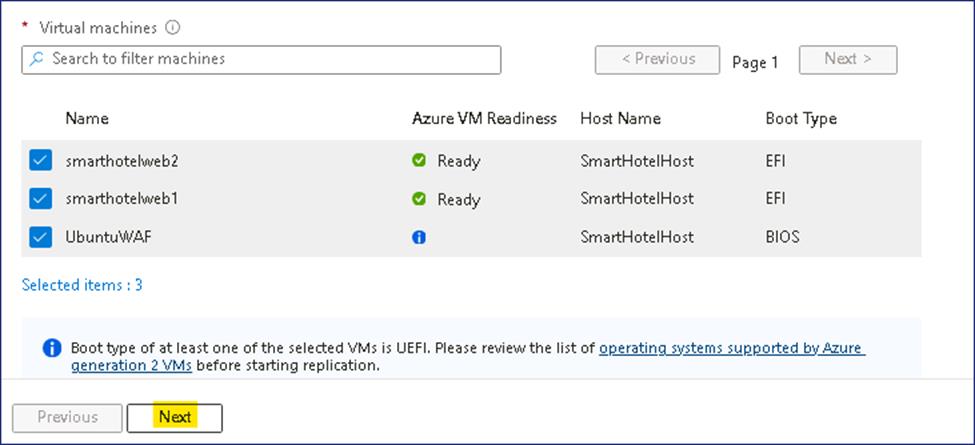 * Virtual machines
Search to filter machines
< Previous Page 1 Next >
Name Azure VM Readiness Host Name Boot Type
smarthotelweb2 Ready SmartHotelHost EFI
smarthotelweb1 Ready SmartHotelHost EFI
UbuntuWAF SmartHotelHost BIOS
Selected items : 3
Boot type of at least one of the selected VMs is UEFI. Please review the list of operating systems supported by Azure
generation 2 VMs before starting replication.
Previous Next